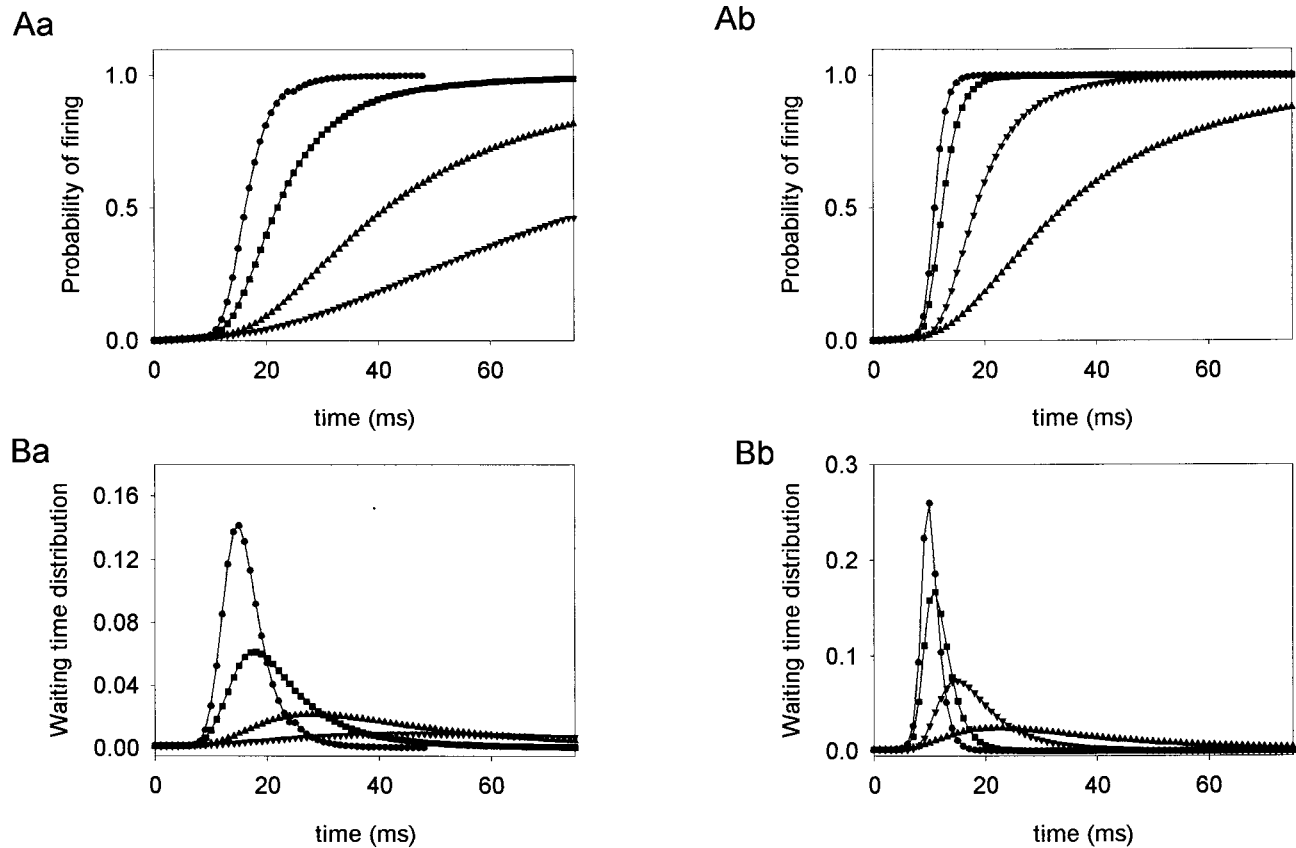 Aa
Probability of firing
1.0
0.5
0.0
0
20
40
60
time (ms)
Ab
Probability of firing
1.0
0.5
0.0
0
20
40
60
time (ms)
Ba
Waiting time distribution
0.16
0.12
0.08
0.04
0.00
0
20
40
60
time (ms)
Bb
Waiting time distribution
0.3
0.2
0.1
0.0
0
20
40
60
time (ms)